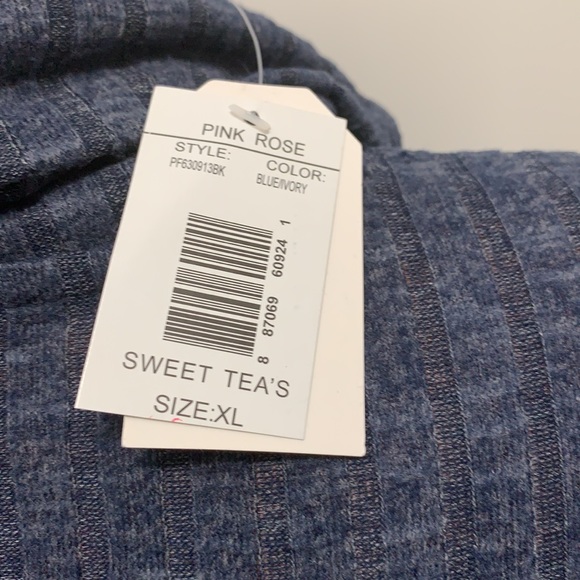 PINK ROSE
STYLE: COLOR:
PF630913BK BLUE/IVORY
8 87069 60924 1
SWEET TEA'S
SIZE:XL